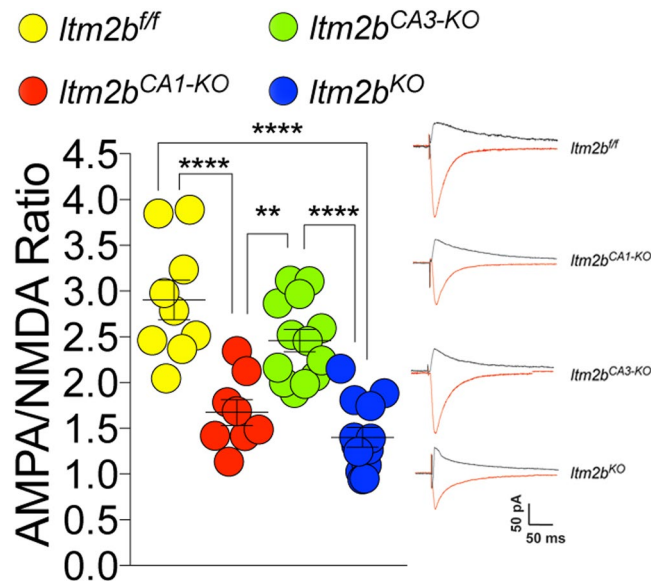 Itm2b^f/f Itm2b^CA3-KO
Itm2b^CA1-KO Itm2b^KO
AMPA/NMDA Ratio
4.5
4.0
3.5
3.0
2.5
2.0
1.5
1.0
0.5
0.0
****
****
** ****
Itm2b^f/f
Itm2b^CA1-KO
Itm2b^CA3-KO
Itm2b^KO
50 pA
50 ms